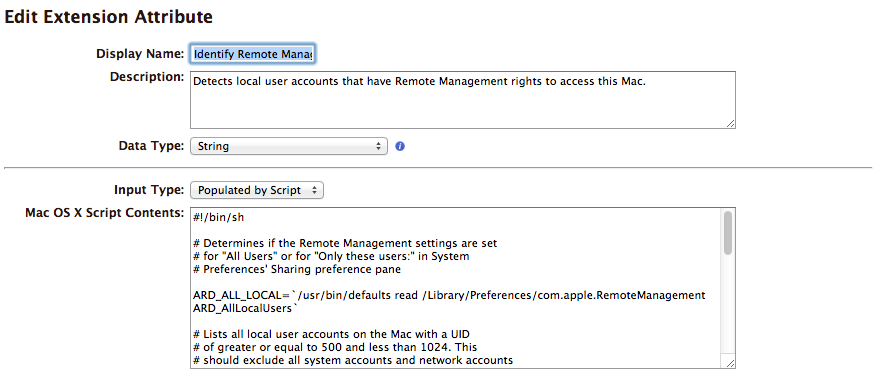 Edit Extension Attribute
Display Name: Identify Remote Manag
Description: Detects local user accounts that have Remote Management rights to access this Mac.
Data Type: String
Input Type: Populated by Script
Mac OS X Script Contents: #!/bin/sh
# Determines if the Remote Management settings are set
# for "All Users" or for "Only these users:" in System
# Preferences' Sharing preference pane
ARD_ALL_LOCAL=`/usr/bin/defaults read /Library/Preferences/com.apple.RemoteManagement
ARD_AllLocalUsers`
# Lists all local user accounts on the Mac with a UID
# of greater or equal to 500 and less than 1024. This
# should exclude all system accounts and network accounts